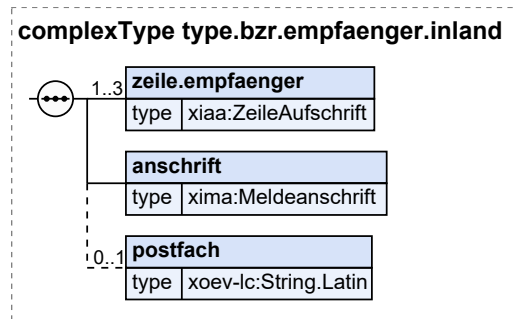 complexType type.bzr.empfaenger.inland
1..3 zeile.empfaenger
type xiaa:ZeileAufschrift
anschrift
type xima:Meldeanschrift
0..1 postfach
type xoev-lc:String.Latin